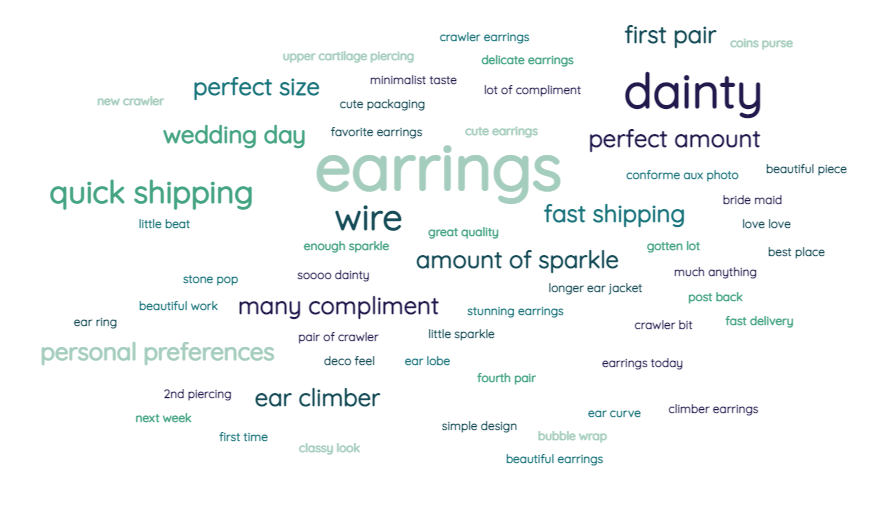 crawler earrings
first pair
coins purse
upper cartilage piercing
delicate earrings
perfect size
minimalist taste
lot of compliment
dainty
new crawler
cute packaging
wedding day
favorite earrings
cute earrings
perfect amount
earrings
conforme aux photo
beautiful piece
quick shipping
bride maid
little beat
wire
fast shipping
love love
enough sparkle
great quality
gotten lot
best place
amount of sparkle
stone pop
soooo dainty
much anything
longer ear jacket
post back
beautiful work
many compliment
stunning earrings
ear ring
fast delivery
crawler bit
pair of crawler
little sparkle
personal preferences
deco feel
ear lobe
earrings today
fourth pair
2nd piercing
ear climber
climber earrings
next week
ear curve
simple design
first time
bubble wrap
classy look
beautiful earrings